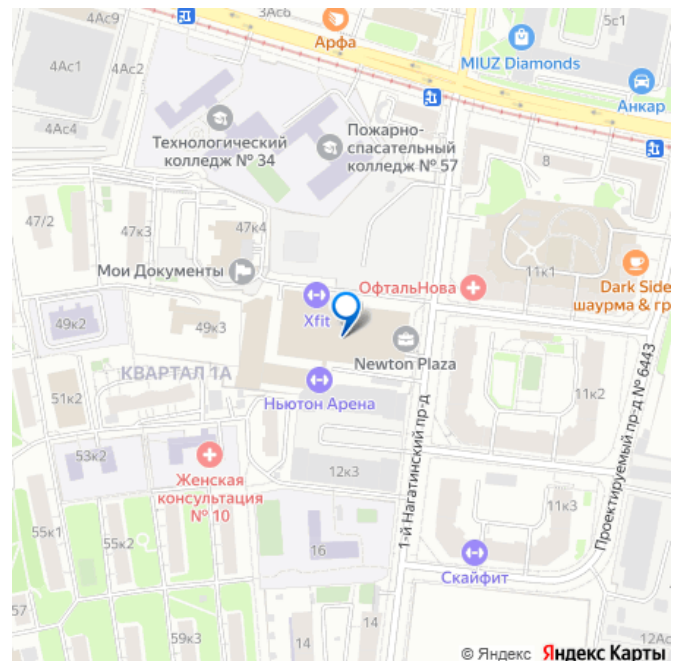 3Ас6
5с1
4Ас1
4Ас2
Арфа
MIUZ Diamonds
Анкар
4Ас4
Технологический
колледж № 34
Пожарно-
спасательный
колледж № 57
8
47/2
47к3
47к4
Мои Документы
ОфтальНова
11к1
Dark Side
шаурма & гр
Xfit
49к2
49к3
Newton Plaza
КВАРТАЛ 1А
Ньютон Арена
51к2
11к2
1-й Нагатинский пр-д
Проектируемый пр-д № 6443
53к2
Женская
консультация
№ 10
12к3
11к3
55к1
55к2
16
Скайфит
57
59к3
14
14
12Ас
© Яндекс Яндекс Карты